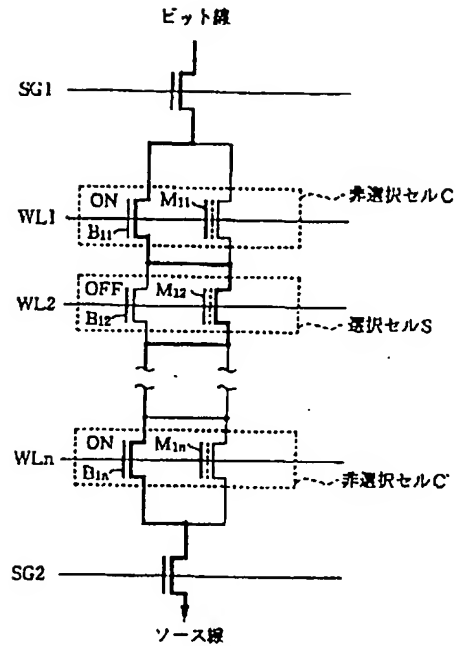 ビット線
SG1
非選択セルC
ON M11
WL1
B11
OFF M12
WL2
B12
選択セルS
ON M1n
WLn
B1n
非選択セルC
SG2
ソース線